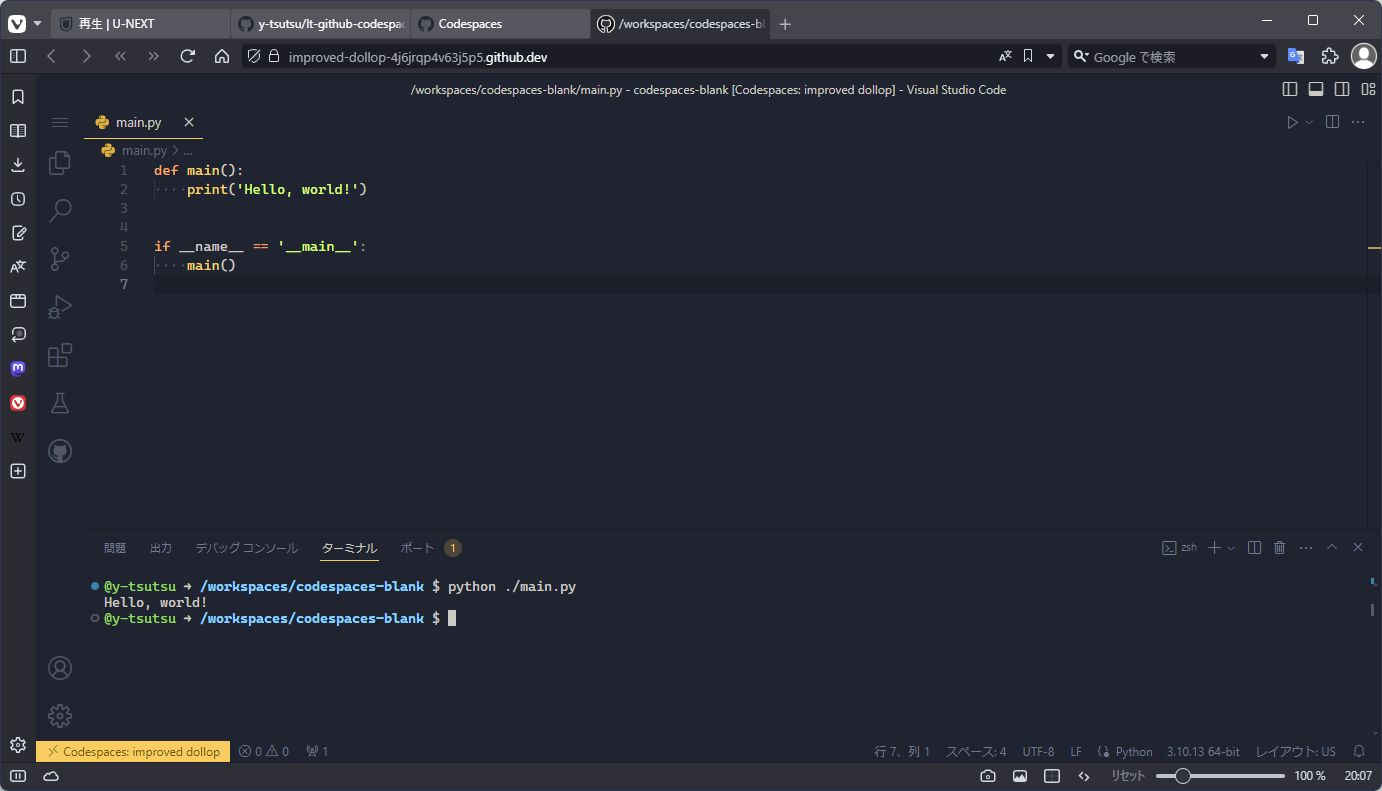 再生 | U-NEXT
y-tsutsu/lt-github-codespac
Codespaces
/workspaces/codespaces-bl
improved-dollop-4j6jrqp4v63j5p5.github.dev
Google で検索
/workspaces/codespaces-blank/main.py - codespaces-blank [Codespaces: improved dollop] - Visual Studio Code
main.py
main.py > ...
1 def main():
2 ····print('Hello, world!')
3
4
5 if __name__ == '__main__':
6 ····main()
7
問題 出力 デバッグ コンソール ターミナル ポート 1
zsh
@y-tsutsu → /workspaces/codespaces-blank $ python ./main.py
Hello, world!
@y-tsutsu → /workspaces/codespaces-blank $
Codespaces: improved dollop 0 0 1
行 7、列 1 スペース: 4 UTF-8 LF Python 3.10.13 64-bit レイアウト: US
リセット 100 % 20:07